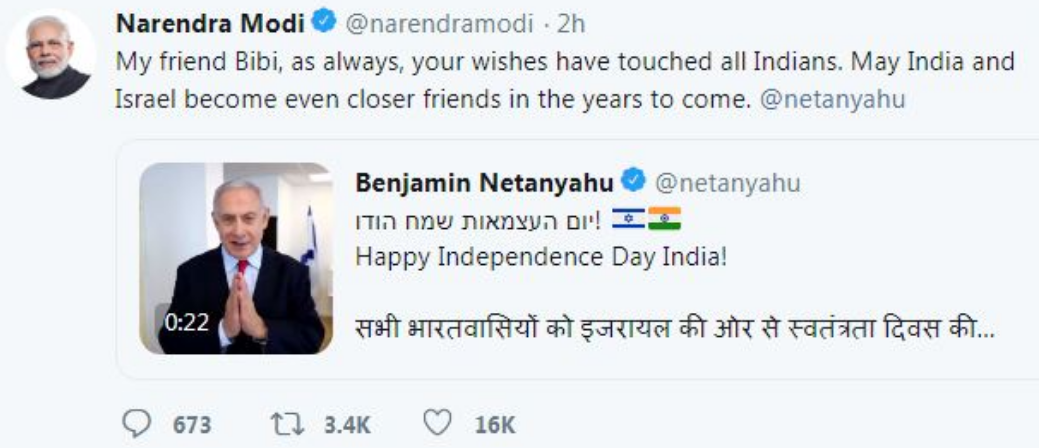 Narendra Modi @narendramodi · 2h
My friend Bibi, as always, your wishes have touched all Indians. May India and
Israel become even closer friends in the years to come. @netanyahu
Benjamin Netanyahu @netanyahu
יום העצמאות שמח הודו! 🇮🇱🇮🇳
Happy Independence Day India!
सभी भारतवासियों को इजरायल की ओर से स्वतंत्रता दिवस की...
0:22
673 3.4K 16K